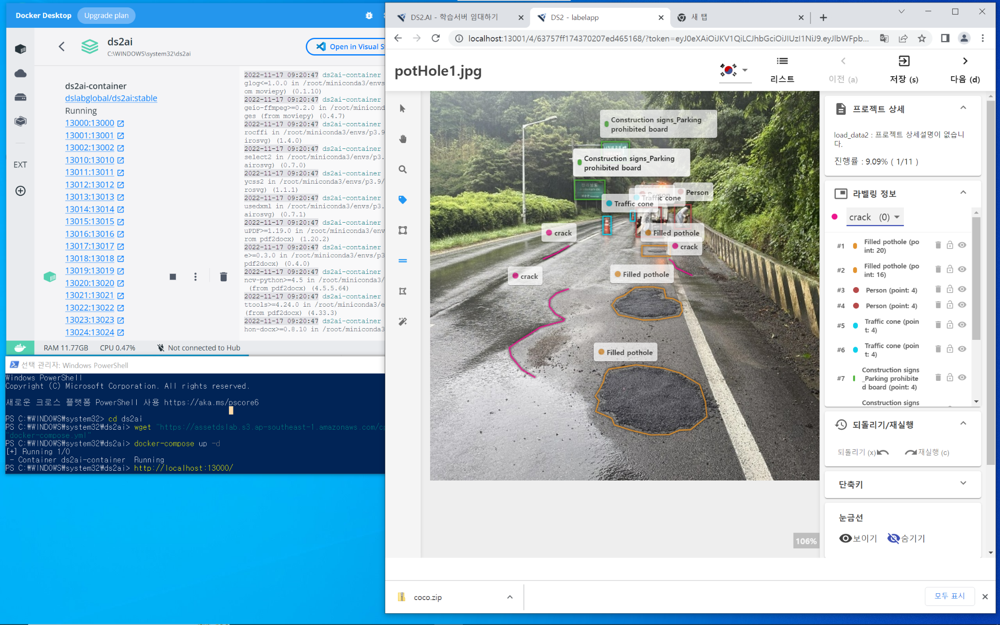 Docker Desktop
Upgrade plan
ds2ai
C:\WINDOWS\system32\ds2ai
Open in Visual S
ds2ai-container
dslabglobal/ds2ai:stable
Running
13000:13000
13001:13001
13002:13002
13010:13010
13011:13011
13012:13012
13013:13013
13014:13014
13015:13015
13016:13016
13017:13017
13018:13018
13019:13019
13020:13020
13021:13021
13022:13022
13023:13023
13024:13024
EXT
2022-11-17 09:20:47 ds2ai-container
glog<=1.0.0 in /root/miniconda3/envs
om moviepy) (0.1.10)
2022-11-17 09:20:47 ds2ai-container
geio-ffmpeg>=0.2.0 in /root/minicond
ges (from moviepy) (0.4.7)
2022-11-17 09:20:47 ds2ai-container
rocffi in /root/miniconda3/envs/p3.9
irosvg) (1.4.0)
2022-11-17 09:20:47 ds2ai-container
select2 in /root/miniconda3/envs/p3.
airosvg) (0.7.0)
2022-11-17 09:20:47 ds2ai-container
ycss2 in /root/miniconda3/envs/p3.9/
rosvg) (1.1.1)
2022-11-17 09:20:47 ds2ai-container
usedxml in /root/miniconda3/envs/p3.
airosvg) (0.7.1)
2022-11-17 09:20:47 ds2ai-container
uPDF>=1.19.0 in /root/miniconda3/env
rom pdf2docx) (1.20.2)
2022-11-17 09:20:47 ds2ai-container
e>=0.3.0 in /root/miniconda3/envs/p3
pdf2docx) (0.4.0)
2022-11-17 09:20:47 ds2ai-container
ncv-python>=4.5 in /root/miniconda3/
(from pdf2docx) (4.5.5.64)
2022-11-17 09:20:47 ds2ai-container
ttools>=4.24.0 in /root/miniconda3/e
(from pdf2docx) (4.33.3)
2022-11-17 09:20:47 ds2ai-container
hon-docx>=0.8.10 in /root/miniconda3
RAM 11.77GB CPU 0.47% Not connected to Hub
선택 관리자: Windows PowerShell
Windows PowerShell
Copyright (C) Microsoft Corporation. All rights reserved.
새로운 크로스 플랫폼 PowerShell 사용 https://aka.ms/pscore6
PS C:₩WINDOWS₩system32> cd ds2ai
PS C:₩WINDOWS₩system32₩ds2ai> wget "https://assetdslab.s3.ap-southeast-1.amazonaws.com/cp
"docker-compose.yml"
PS C:₩WINDOWS₩system32₩ds2ai> docker-compose up -d
[+] Running 1/0
- Container ds2ai-container Running
PS C:₩WINDOWS₩system32₩ds2ai> http://localhost:13000/
DS2.AI - 학습서버 임대하기
DS2 - labelapp
새 탭
localhost:13001/4/63757ff174370207ed465168/?token=eyJ0eXAiOiJKV1QiLCJhbGciOiJIUzI1NiJ9.eyJlbWFpb...
potHole1.jpg
리스트
이전 (a)
저장 (s)
다음 (d)
Construction signs_Parking
prohibited board
Construction signs_Parking
prohibited board
Person
Person
Traffic cone
Traffic cone
crack
Filled pothole
crack
crack
Filled pothole
Filled pothole
106%
프로젝트 상세
load_data2 : 프로젝트 상세설명이 없습니
다.
진행률 : 9.09% ( 1/11 )
라벨링 정보
crack (0)
#1 Filled pothole (po
int: 20)
#2 Filled pothole (po
int: 16)
#3 Person (point: 4)
#4 Person (point: 4)
#5 Traffic cone (poin
t: 4)
#6 Traffic cone (poin
t: 4)
#7 Construction signs
_Parking prohibite
d board (point: 4)
Construction signs
되돌리기/재실행
되돌리기 (x)
재실행 (c)
단축키
눈금선
보이기
숨기기
coco.zip
모두 표시